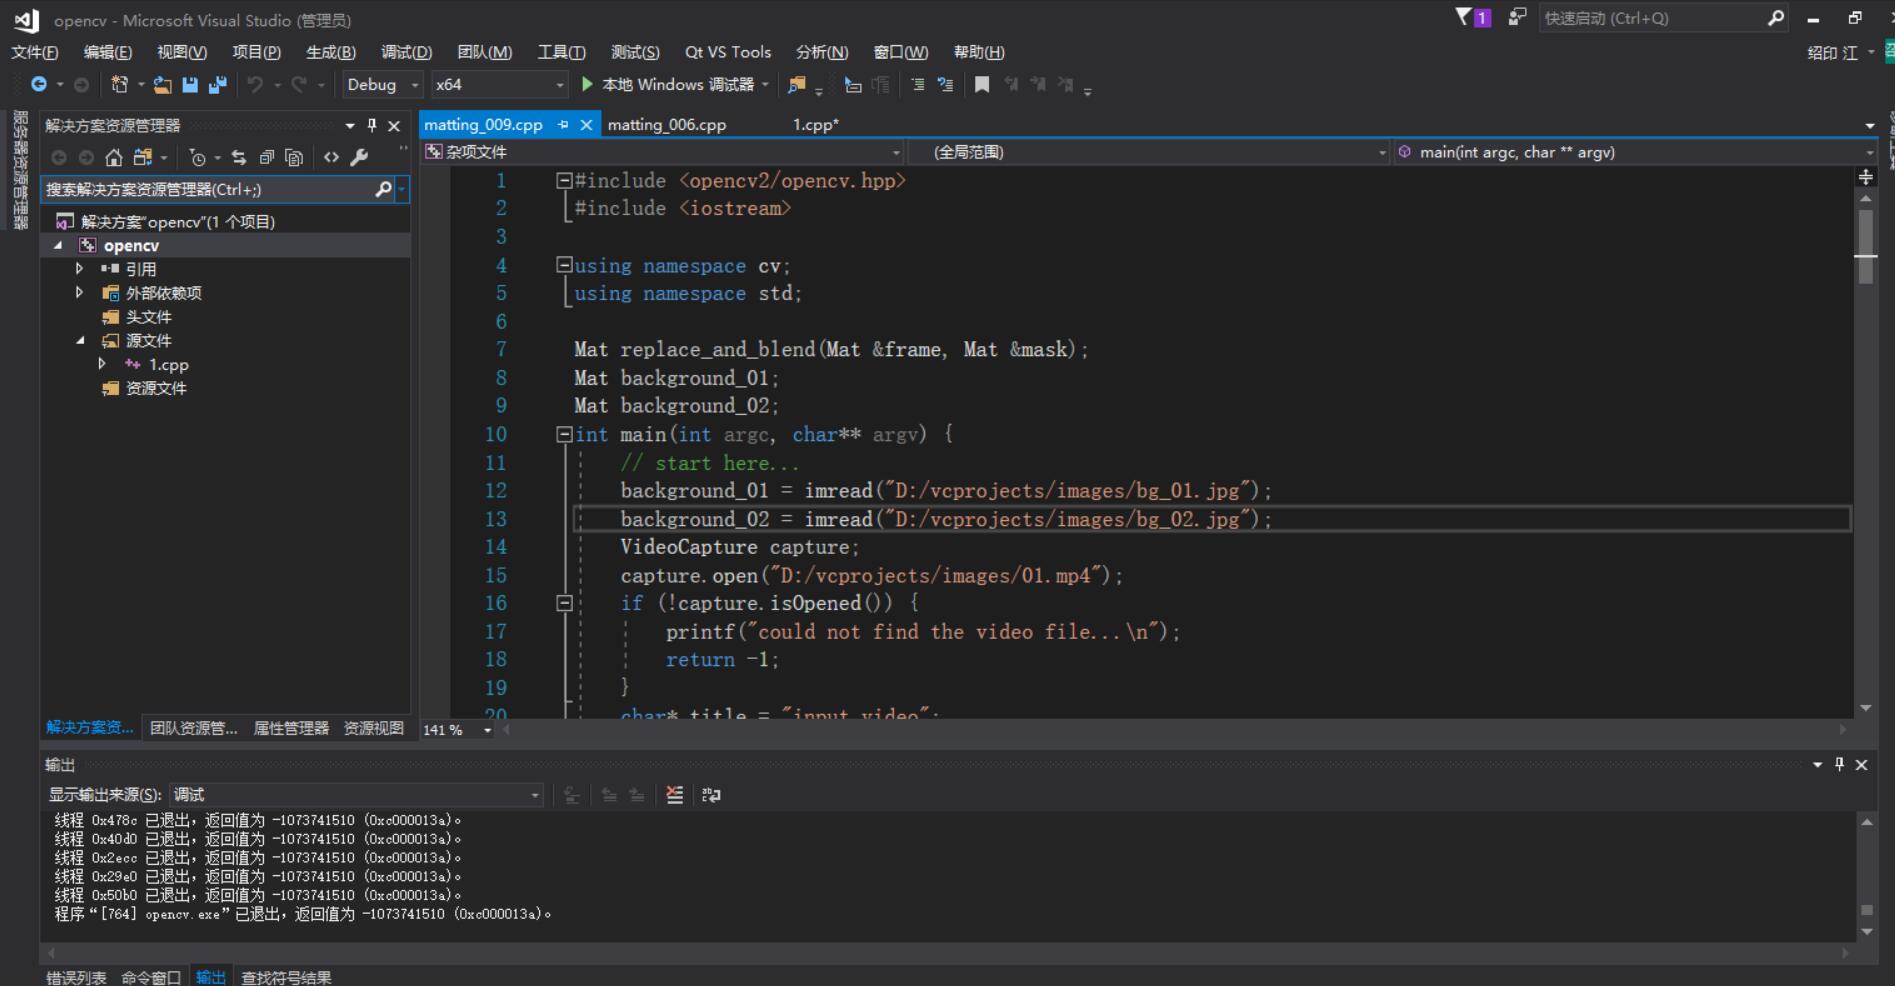 opencv - Microsoft Visual Studio (管理员)
1
快速启动 (Ctrl+Q)
文件(F) 编辑(E) 视图(V) 项目(P) 生成(B) 调试(D) 团队(M) 工具(T) 测试(S) Qt VS Tools 分析(N) 窗口(W) 帮助(H)
绍印 江
Debug x64 本地 Windows 调试器
服务器资源管理器
解决方案资源管理器
搜索解决方案资源管理器(Ctrl+;)
解决方案"opencv"(1 个项目)
opencv
引用
外部依赖项
头文件
源文件
1.cpp
资源文件
解决方案资... 团队资源管... 属性管理器 资源视图
matting_009.cpp matting_006.cpp 1.cpp*
杂项文件 (全局范围) main(int argc, char ** argv)
1 #include <opencv2/opencv.hpp>
2 #include <iostream>
3
4 using namespace cv;
5 using namespace std;
6
7 Mat replace_and_blend(Mat &frame, Mat &mask);
8 Mat background_01;
9 Mat background_02;
10 int main(int argc, char** argv) {
11 // start here...
12 background_01 = imread("D:/vcprojects/images/bg_01.jpg");
13 background_02 = imread("D:/vcprojects/images/bg_02.jpg");
14 VideoCapture capture;
15 capture.open("D:/vcprojects/images/01.mp4");
16 if (!capture.isOpened()) {
17 printf("could not find the video file...\n");
18 return -1;
19 }
20 char* title = "input video";
141 %
输出
显示输出来源(S): 调试
线程 0x478c 已退出，返回值为 -1073741510 (0xc000013a)。
线程 0x40d0 已退出，返回值为 -1073741510 (0xc000013a)。
线程 0x2ecc 已退出，返回值为 -1073741510 (0xc000013a)。
线程 0x29e0 已退出，返回值为 -1073741510 (0xc000013a)。
线程 0x50b0 已退出，返回值为 -1073741510 (0xc000013a)。
程序“[764] opencv.exe”已退出，返回值为 -1073741510 (0xc000013a)。
错误列表 命令窗口 输出 查找符号结果